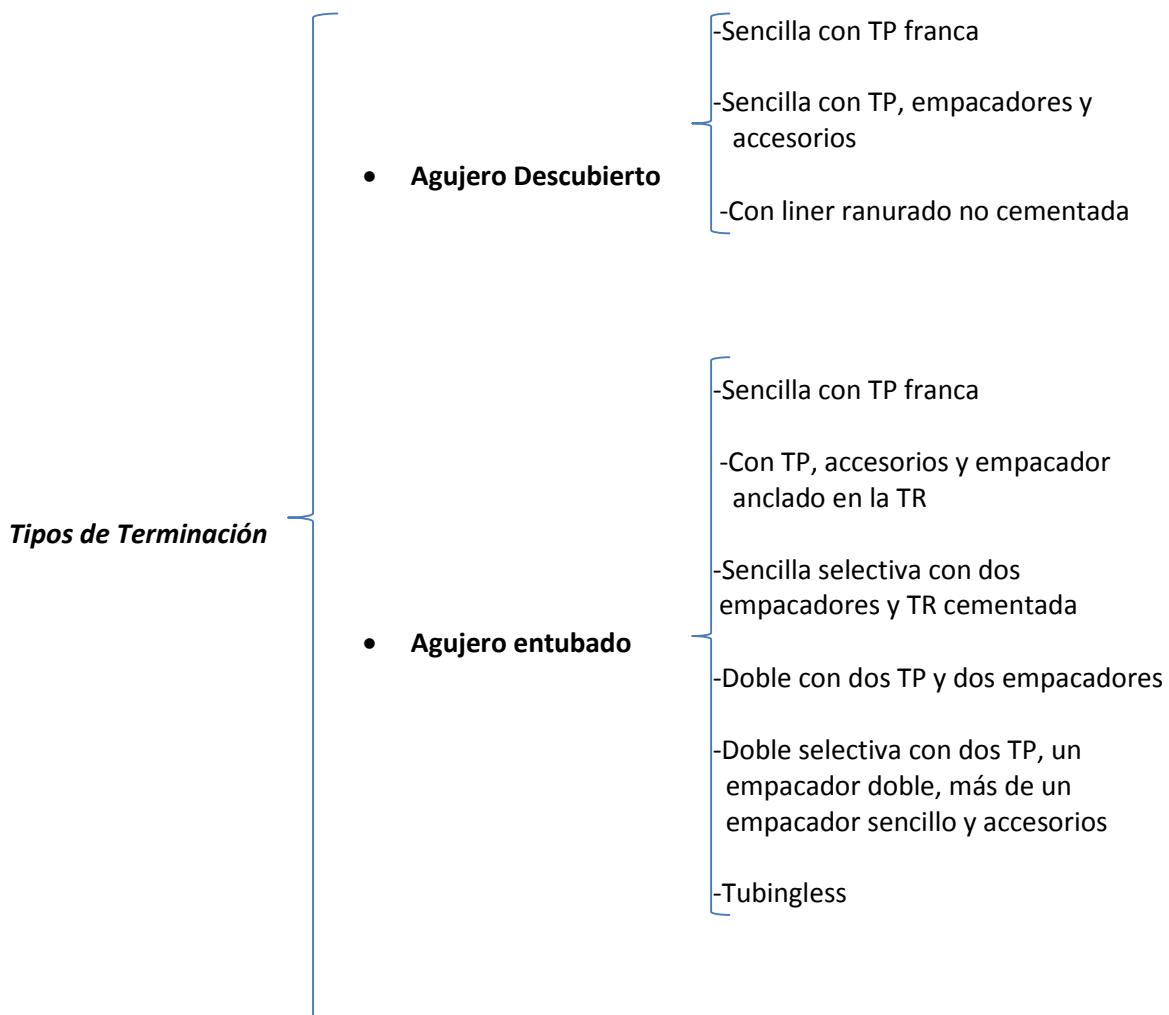 Tipos de Terminación
• Agujero Descubierto
-Sencilla con TP franca
-Sencilla con TP, empacadores y
accesorios
-Con liner ranurado no cementada
• Agujero entubado
-Sencilla con TP franca
-Con TP, accesorios y empacador
anclado en la TR
-Sencilla selectiva con dos
empacadores y TR cementada
-Doble con dos TP y dos empacadores
-Doble selectiva con dos TP, un
empacador doble, más de un
empacador sencillo y accesorios
-Tubingless